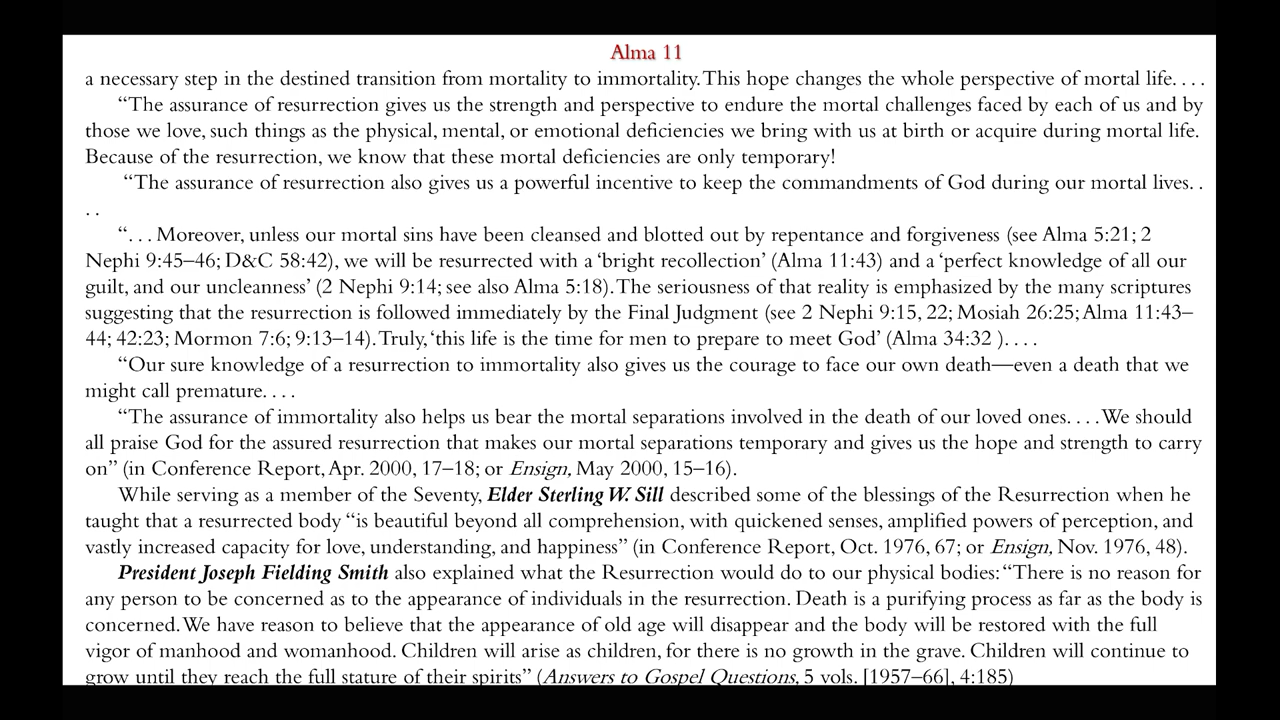 Alma 11
a necessary step in the destined transition from mortality to immortality. This hope changes the whole perspective of mortal life. . . .
“The assurance of resurrection gives us the strength and perspective to endure the mortal challenges faced by each of us and by
those we love, such things as the physical, mental, or emotional deficiencies we bring with us at birth or acquire during mortal life.
Because of the resurrection, we know that these mortal deficiencies are only temporary!
“The assurance of resurrection also gives us a powerful incentive to keep the commandments of God during our mortal lives. .
. .
“. . . Moreover, unless our mortal sins have been cleansed and blotted out by repentance and forgiveness (see Alma 5:21; 2
Nephi 9:45–46; D&C 58:42), we will be resurrected with a ‘bright recollection’ (Alma 11:43) and a ‘perfect knowledge of all our
guilt, and our uncleanness’ (2 Nephi 9:14; see also Alma 5:18). The seriousness of that reality is emphasized by the many scriptures
suggesting that the resurrection is followed immediately by the Final Judgment (see 2 Nephi 9:15, 22; Mosiah 26:25; Alma 11:43–
44; 42:23; Mormon 7:6; 9:13–14). Truly, ‘this life is the time for men to prepare to meet God’ (Alma 34:32 ). . . .
“Our sure knowledge of a resurrection to immortality also gives us the courage to face our own death—even a death that we
might call premature. . . .
“The assurance of immortality also helps us bear the mortal separations involved in the death of our loved ones. . . . We should
all praise God for the assured resurrection that makes our mortal separations temporary and gives us the hope and strength to carry
on” (in Conference Report, Apr. 2000, 17–18; or Ensign, May 2000, 15–16).
While serving as a member of the Seventy, Elder Sterling W. Sill described some of the blessings of the Resurrection when he
taught that a resurrected body “is beautiful beyond all comprehension, with quickened senses, amplified powers of perception, and
vastly increased capacity for love, understanding, and happiness” (in Conference Report, Oct. 1976, 67; or Ensign, Nov. 1976, 48).
President Joseph Fielding Smith also explained what the Resurrection would do to our physical bodies: “There is no reason for
any person to be concerned as to the appearance of individuals in the resurrection. Death is a purifying process as far as the body is
concerned. We have reason to believe that the appearance of old age will disappear and the body will be restored with the full
vigor of manhood and womanhood. Children will arise as children, for there is no growth in the grave. Children will continue to
grow until they reach the full stature of their spirits” (Answers to Gospel Questions, 5 vols. [1957–66], 4:185)